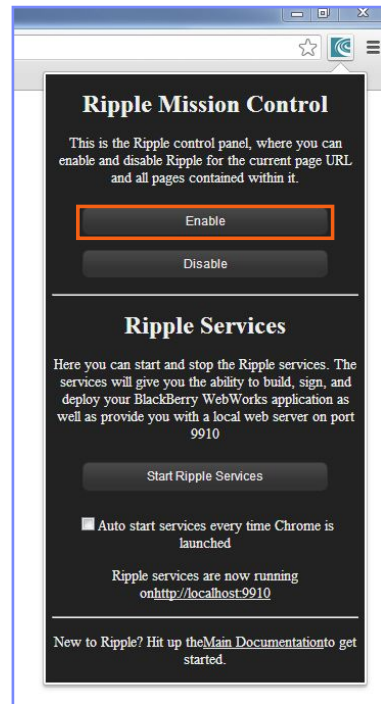 Ripple Mission Control
This is the Ripple control panel, where you can
enable and disable Ripple for the current page URL
and all pages contained within it.
Enable
Disable
Ripple Services
Here you can start and stop the Ripple services. The
services will give you the ability to build, sign, and
deploy your BlackBerry WebWorks application as
well as provide you with a local web server on port
9910
Start Ripple Services
Auto start services every time Chrome is
launched
Ripple services are now running
onhttp://localhost:9910
New to Ripple? Hit up theMain Documentationto get
started.